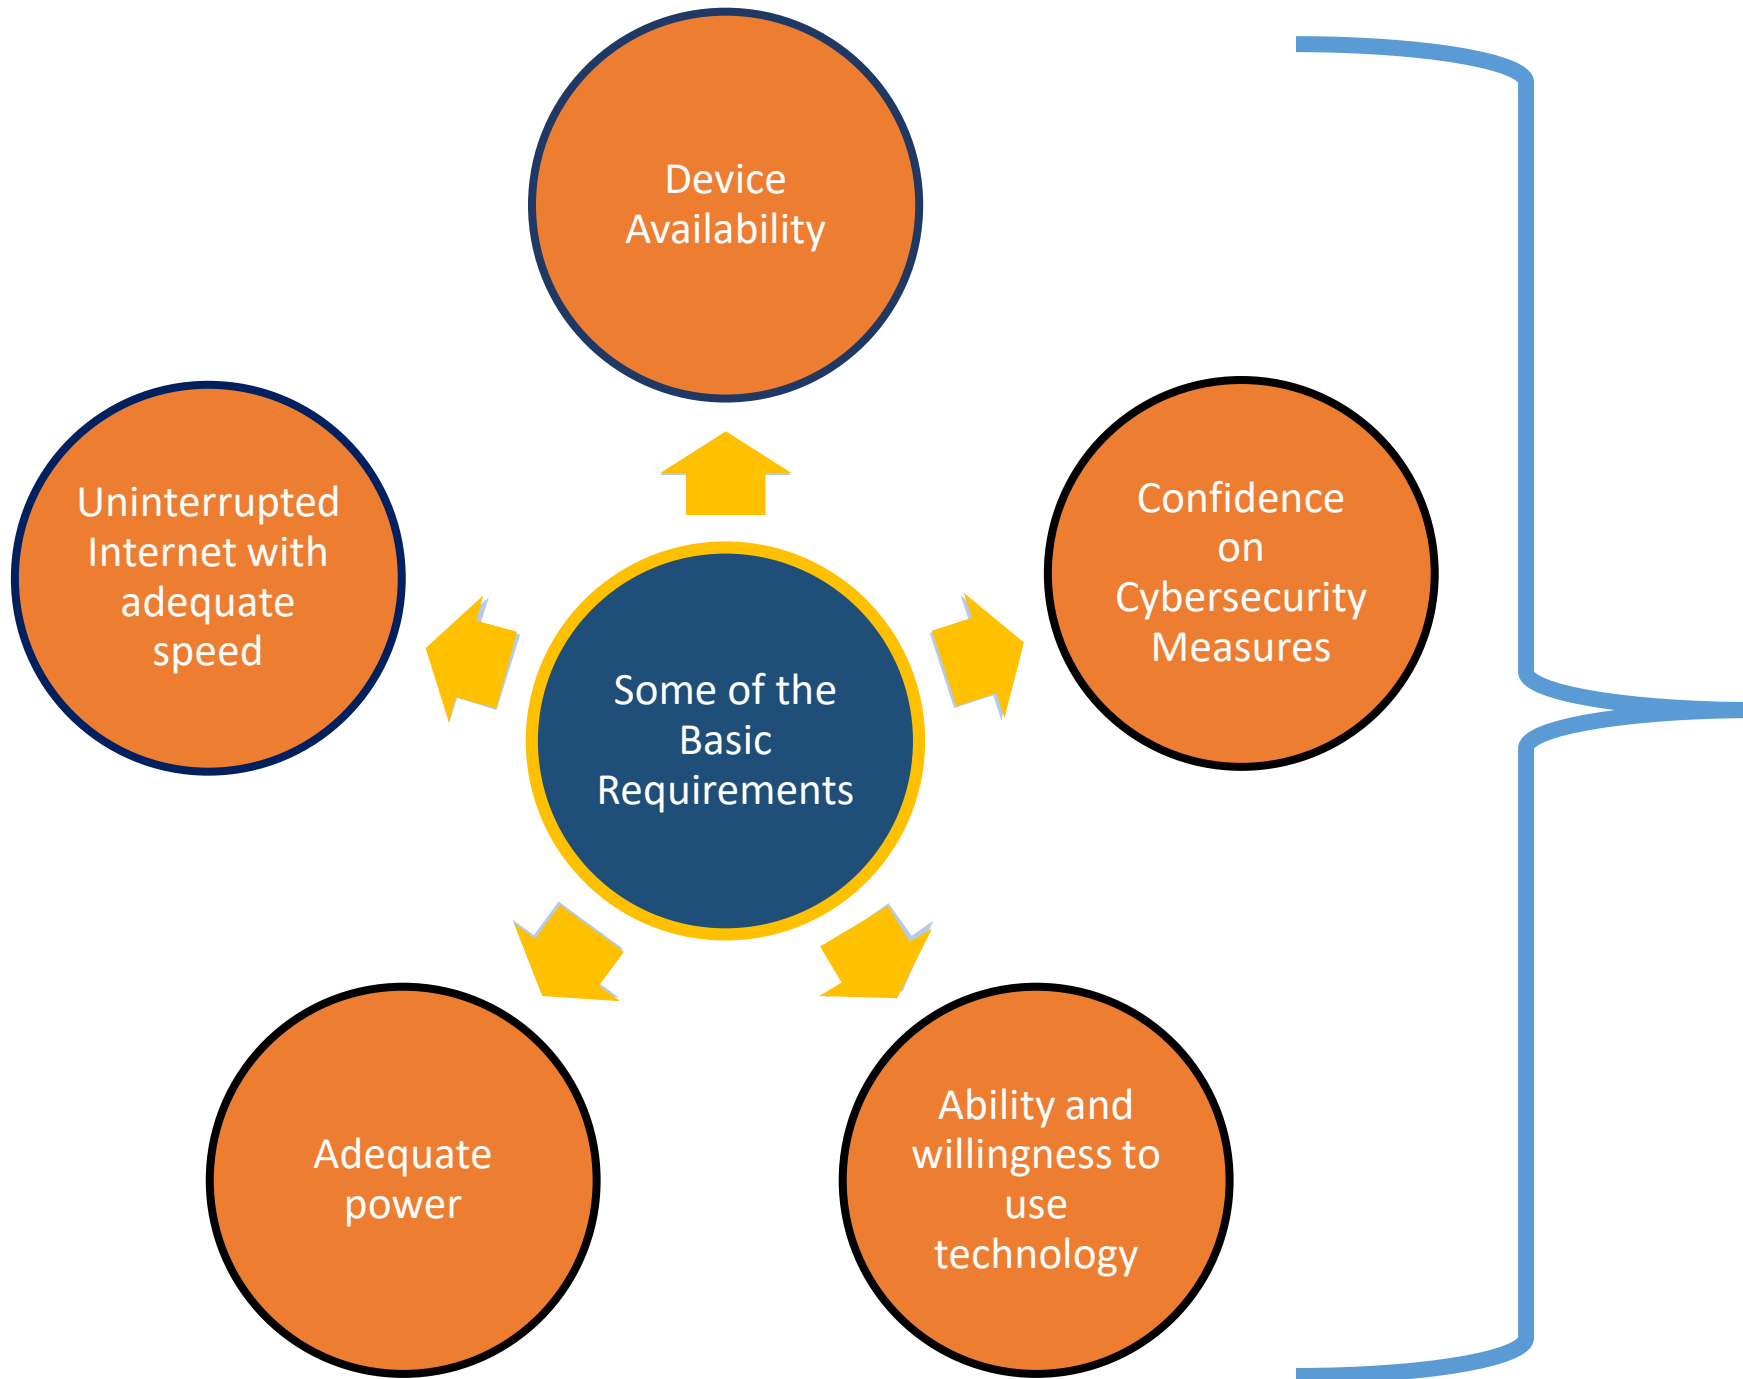 Device
Availability
Uninterrupted
Internet with
adequate
speed
Confidence
on
Cybersecurity
Measures
Some of the
Basic
Requirements
Adequate
power
Ability and
willingness to
use
technology